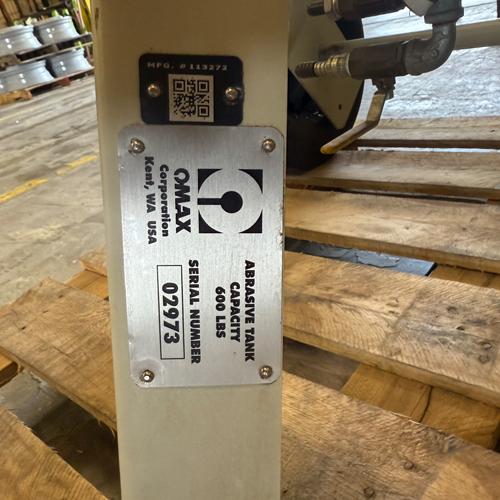 MFG. # 113272
OMAX
Corporation
Kent, WA USA
ABRASIVE TANK
CAPACITY
600 LBS
SERIAL NUMBER
02973